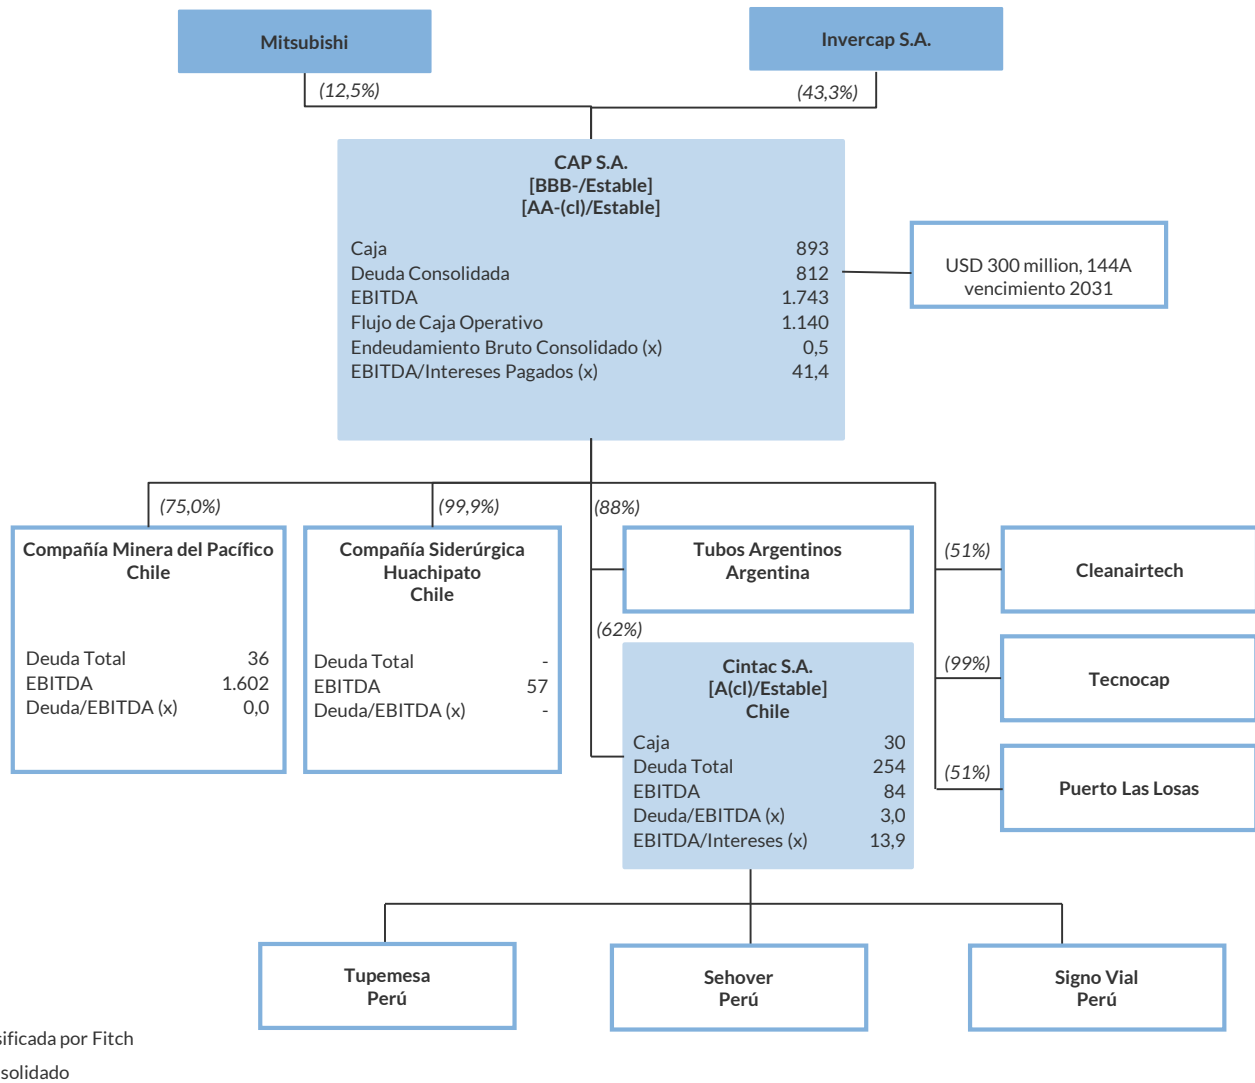 Mitsubishi
Invercap S.A.
(12,5%)
(43,3%)
CAP S.A.
[BBB-/Estable]
[AA-(cl)/Estable]
Caja 893
Deuda Consolidada 812
EBITDA 1.743
Flujo de Caja Operativo 1.140
Endeudamiento Bruto Consolidado (x) 0,5
EBITDA/Intereses Pagados (x) 41,4
USD 300 million, 144A
vencimiento 2031
(75,0%)
(99,9%)
(88%)
Compañía Minera del Pacífico
Chile
Deuda Total 36
EBITDA 1.602
Deuda/EBITDA (x) 0,0
Compañía Siderúrgica
Huachipato
Chile
Deuda Total -
EBITDA 57
Deuda/EBITDA (x) -
Tubos Argentinos
Argentina
(62%)
Cintac S.A.
[A(cl)/Estable]
Chile
Caja 30
Deuda Total 254
EBITDA 84
Deuda/EBITDA (x) 3,0
EBITDA/Intereses (x) 13,9
(51%)
Cleanairtech
(99%)
Tecnocap
(51%)
Puerto Las Losas
Tupemesa
Perú
Sehover
Perú
Signo Vial
Perú
sificada por Fitch
solidado